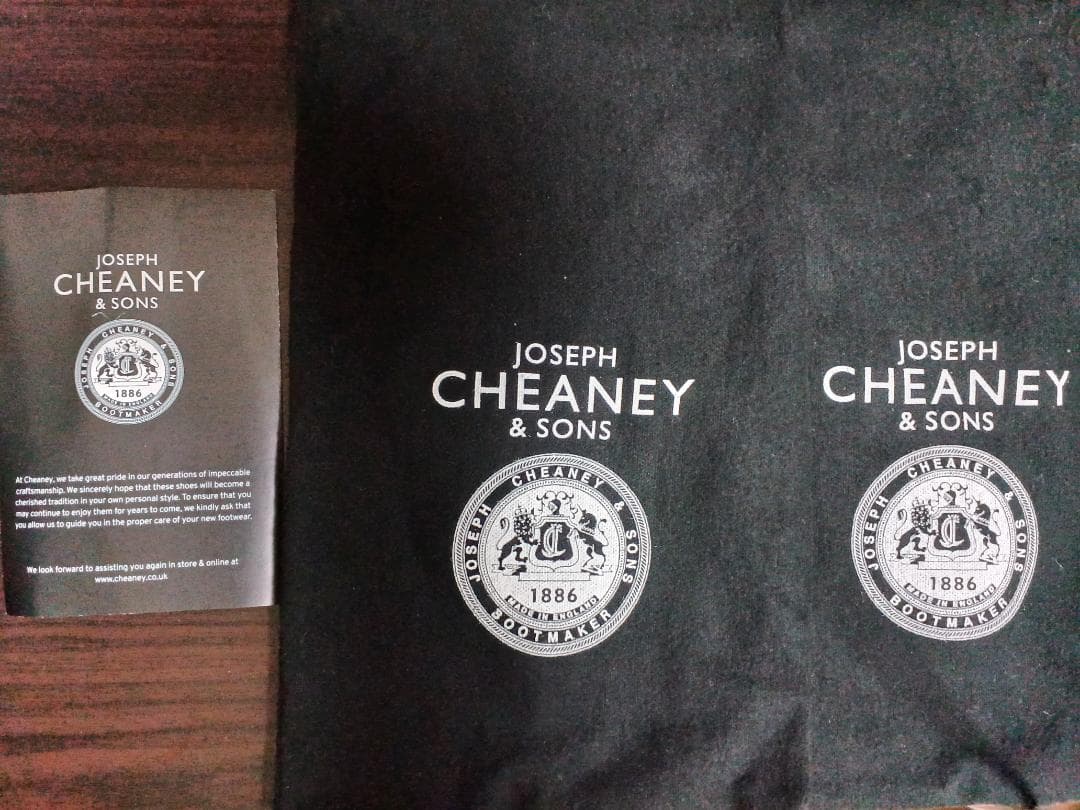 JOSEPH
CHEANEY
& SONS
JOSEPH CHEANEY & SONS
1886
MADE IN ENGLAND
BOOTMAKER
At Cheaney, we take great pride in our generations of impeccable
craftsmanship. We sincerely hope that these shoes will become a
cherished tradition in your own personal style. To ensure that you
may continue to enjoy them for years to come, we kindly ask that
you allow us to guide you in the proper care of your new footwear.
We look forward to assisting you again in store & online at
www.cheaney.co.uk
JOSEPH
CHEANEY
& SONS
JOSEPH CHEANEY & SONS
C
1886
MADE IN ENGLAND
BOOTMAKER
JOSEPH
CHEANEY
& SONS
JOSEPH CHEANEY & SONS
C
1886
MADE IN ENGLAND
BOOTMAKER